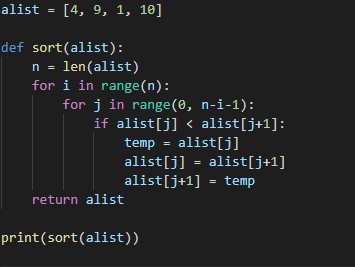 alist = [4, 9, 1, 10]
def sort(alist):
    n = len(alist)
    for i in range(n):
        for j in range(0, n-i-1):
            if alist[j] < alist[j+1]:
                temp = alist[j]
                alist[j] = alist[j+1]
                alist[j+1] = temp
    return alist
print(sort(alist))